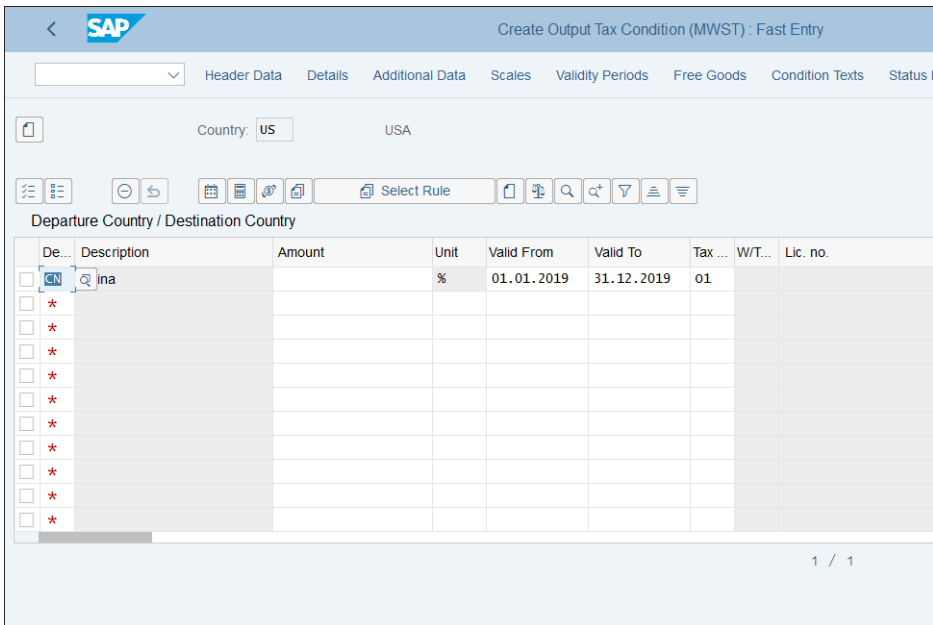 SAP Create Output Tax Condition (MWST) : Fast Entry
Header Data Details Additional Data Scales Validity Periods Free Goods Condition Texts Status
Country: US USA
Select Rule
Departure Country / Destination Country
De... Description Amount Unit Valid From Valid To Tax ... W/T... Lic. no.
CN ina % 01.01.2019 31.12.2019 O1
*
*
*
*
*
*
*
*
*
*
1 / 1